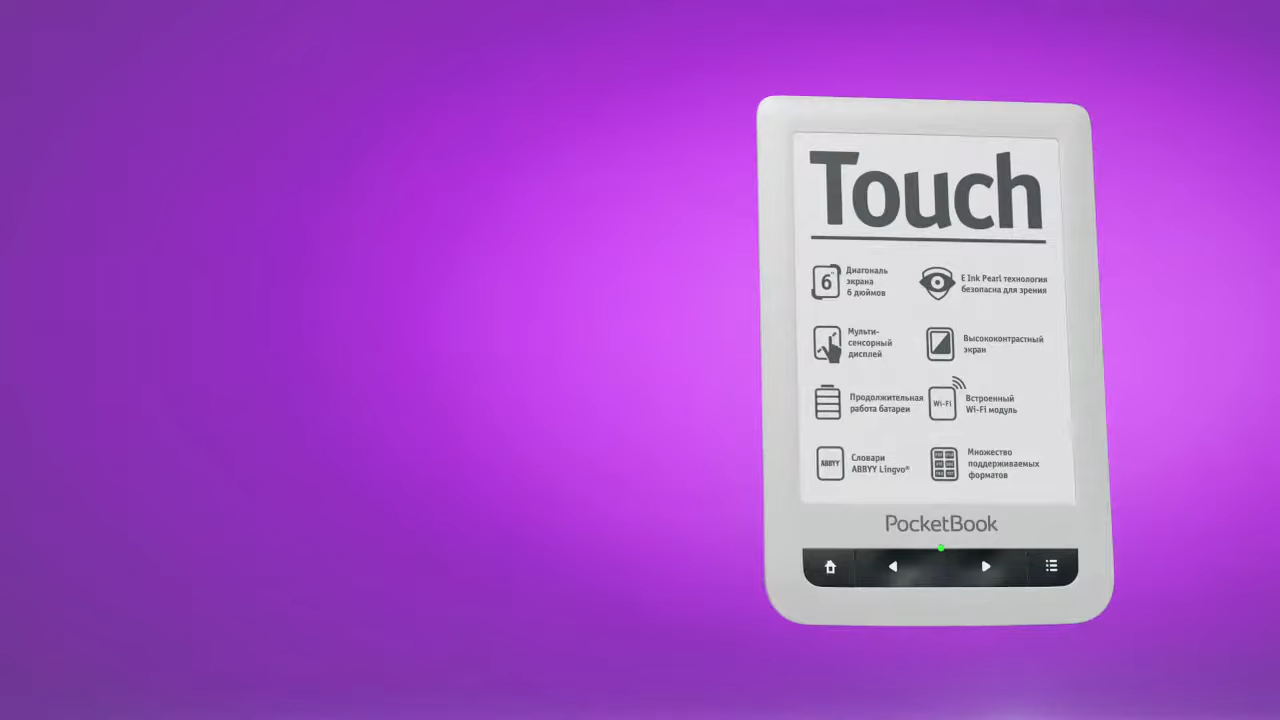 Touch
6"
Диагональ
экрана
6 дюймов
E Ink Pearl технология
безопасна для зрения
Мульти-
сенсорный
дисплей
Высококонтрастный
экран
Продолжительная
работа батареи
Wi-Fi
Встроенный
Wi-Fi модуль
ABBYY
Словари
ABBYY Lingvo®
Множество
поддерживаемых
форматов
PocketBook